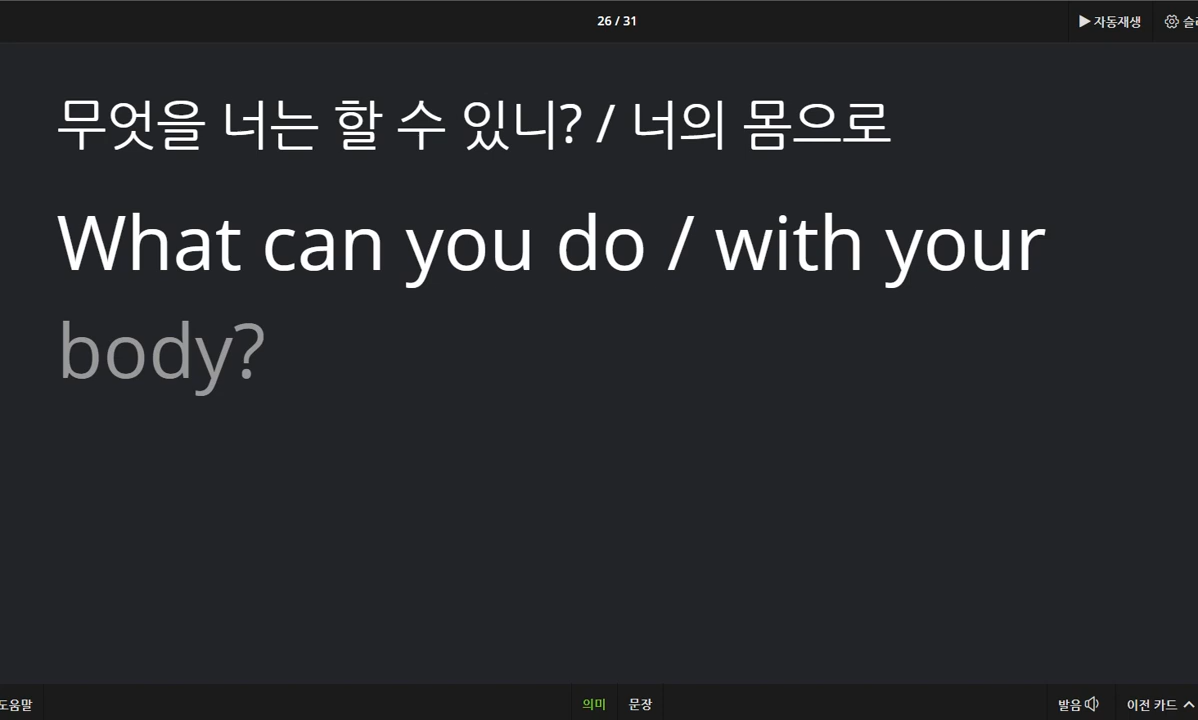 26 / 31
▶ 자동재생
무엇을 너는 할 수 있니? / 너의 몸으로
What can you do / with your
body?
도움말
의미
문장
발음
이전 카드